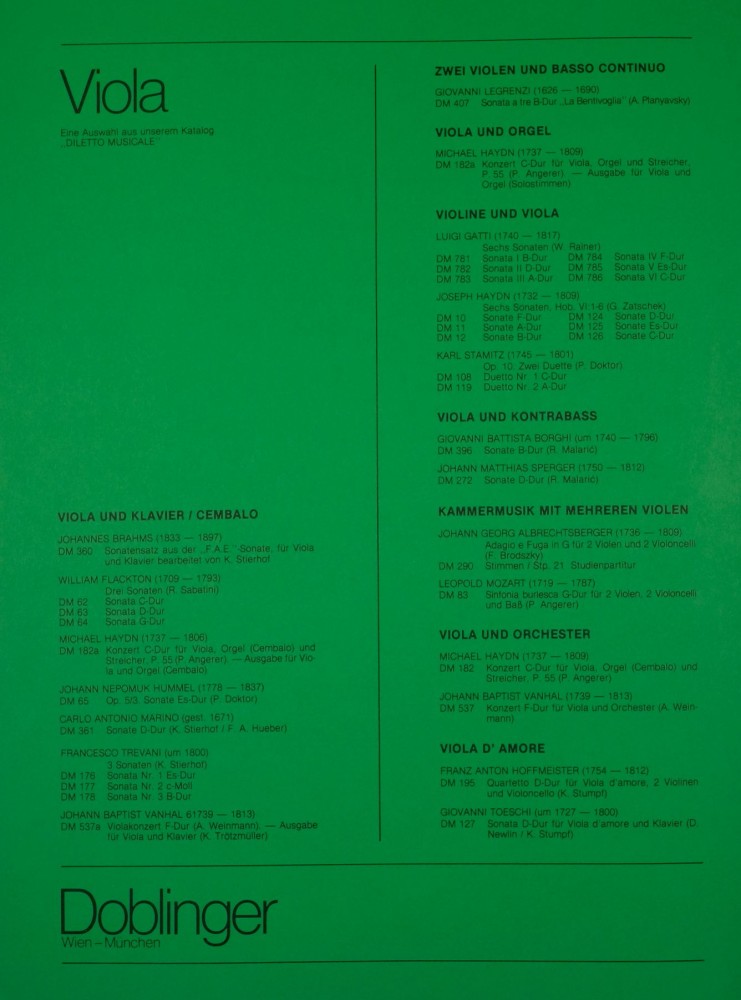 Viola
Eine Auswahl aus unserem Katalog
„DILETTO MUSICALE“
VIOLA UND KLAVIER / CEMBALO
JOHANNES BRAHMS (1833 — 1897)
DM 360 Sonatensatz aus der „F.A.E.“-Sonate, für Viola
und Klavier bearbeitet von K. Stierhof
WILLIAM FLACKTON (1709 — 1793)
Drei Sonaten (R. Sabatini)
DM 62 Sonata C-Dur
DM 63 Sonata D-Dur
DM 64 Sonata G-Dur
MICHAEL HAYDN (1737 — 1806)
DM 182a Konzert C-Dur für Viola, Orgel (Cembalo) und
Streicher, P. 55 (P. Angerer). — Ausgabe für Vio-
la und Orgel (Cembalo)
JOHANN NEPOMUK HUMMEL (1778 — 1837)
DM 65 Op. 5/3. Sonate Es-Dur (P. Doktor)
CARLO ANTONIO MARINO (gest. 1671)
DM 361 Sonate D-Dur (K. Stierhof / F. A. Hueber)
FRANCESCO TREVANI (um 1800)
3 Sonaten (K. Stierhof)
DM 176 Sonata Nr. 1 Es-Dur
DM 177 Sonata Nr. 2 c-Moll
DM 178 Sonata Nr. 3 B-Dur
JOHANN BAPTIST VANHAL 61739 — 1813)
DM 537a Violakonzert F-Dur (A. Weinmann). — Ausgabe
für Viola und Klavier (K. Trötzmüller)
ZWEI VIOLEN UND BASSO CONTINUO
GIOVANNI LEGRENZI (1626 — 1690)
DM 407 Sonata a tre B-Dur „La Bentivoglia“ (A. Planyavsky)
VIOLA UND ORGEL
MICHAEL HAYDN (1737 — 1809)
DM 182a Konzert C-Dur für Viola, Orgel und Streicher,
P. 55 (P. Angerer). — Ausgabe für Viola und
Orgel (Solostimmen)
VIOLINE UND VIOLA
LUIGI GATTI (1740 — 1817)
Sechs Sonaten (W. Rainer)
DM 781 Sonata I B-Dur DM 784 Sonata IV F-Dur
DM 782 Sonata II D-Dur DM 785 Sonata V Es-Dur
DM 783 Sonata III A-Dur DM 786 Sonata VI C-Dur
JOSEPH HAYDN (1732 — 1809)
Sechs Sonaten, Hob. VI:1-6 (G. Zatschek)
DM 10 Sonate F-Dur DM 124 Sonate D-Dur
DM 11 Sonate A-Dur DM 125 Sonate Es-Dur
DM 12 Sonate B-Dur DM 126 Sonate C-Dur
KARL STAMITZ (1745 — 1801)
Op. 10: Zwei Duette (P. Doktor)
DM 108 Duetto Nr. 1 C-Dur
DM 119 Duetto Nr. 2 A-Dur
VIOLA UND KONTRABASS
GIOVANNI BATTISTA BORGHI (um 1740 — 1796)
DM 396 Sonate B-Dur (R. Malarić)
JOHANN MATTHIAS SPERGER (1750 — 1812)
DM 272 Sonate D-Dur (R. Malarić)
KAMMERMUSIK MIT MEHREREN VIOLEN
JOHANN GEORG ALBRECHTSBERGER (1736 — 1809)
Adagio e Fuga in G für 2 Violen und 2 Violoncelli
(F. Brodszky)
DM 290 Stimmen / Stp. 21 Studienpartitur
LEOPOLD MOZART (1719 — 1787)
DM 83 Sinfonia burlesca G-Dur für 2 Violen, 2 Violoncelli
und Baß (P. Angerer)
VIOLA UND ORCHESTER
MICHAEL HAYDN (1737 — 1809)
DM 182 Konzert C-Dur für Viola, Orgel (Cembalo) und
Streicher, P. 55 (P. Angerer)
JOHANN BAPTIST VANHAL (1739 — 1813)
DM 537 Konzert F-Dur für Viola und Orchester (A. Wein-
mann)
VIOLA D' AMORE
FRANZ ANTON HOFFMEISTER (1754 — 1812)
DM 195 Quartetto D-Dur für Viola d'amore, 2 Violinen
und Violoncello (K. Stumpf)
GIOVANNI TOESCHI (um 1727 — 1800)
DM 127 Sonata D-Dur für Viola d'amore und Klavier (D.
Newlin / K. Stumpf)
Doblinger
Wien – München